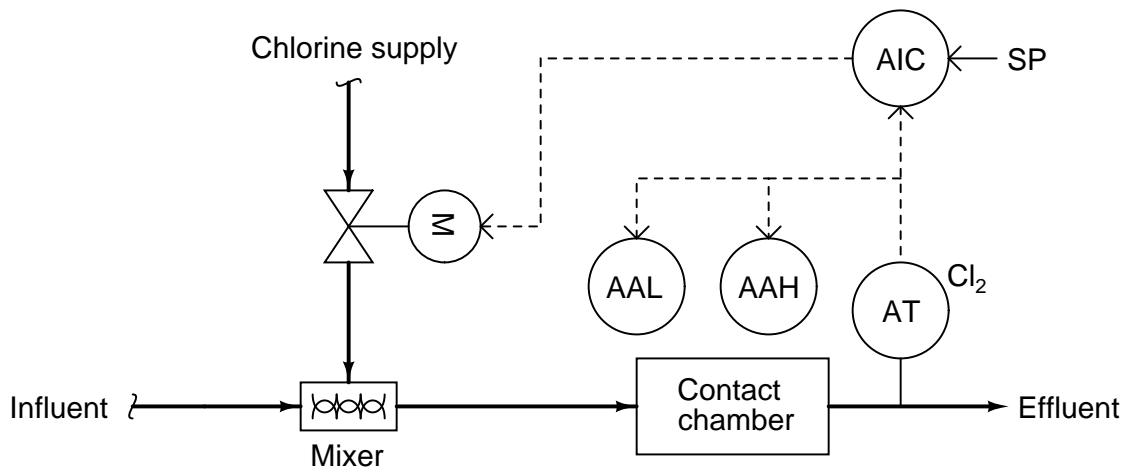 Chlorine supply
AIC
SP
M
AAL
AAH
AT
Cl₂
Influent
Mixer
Contact
chamber
Effluent